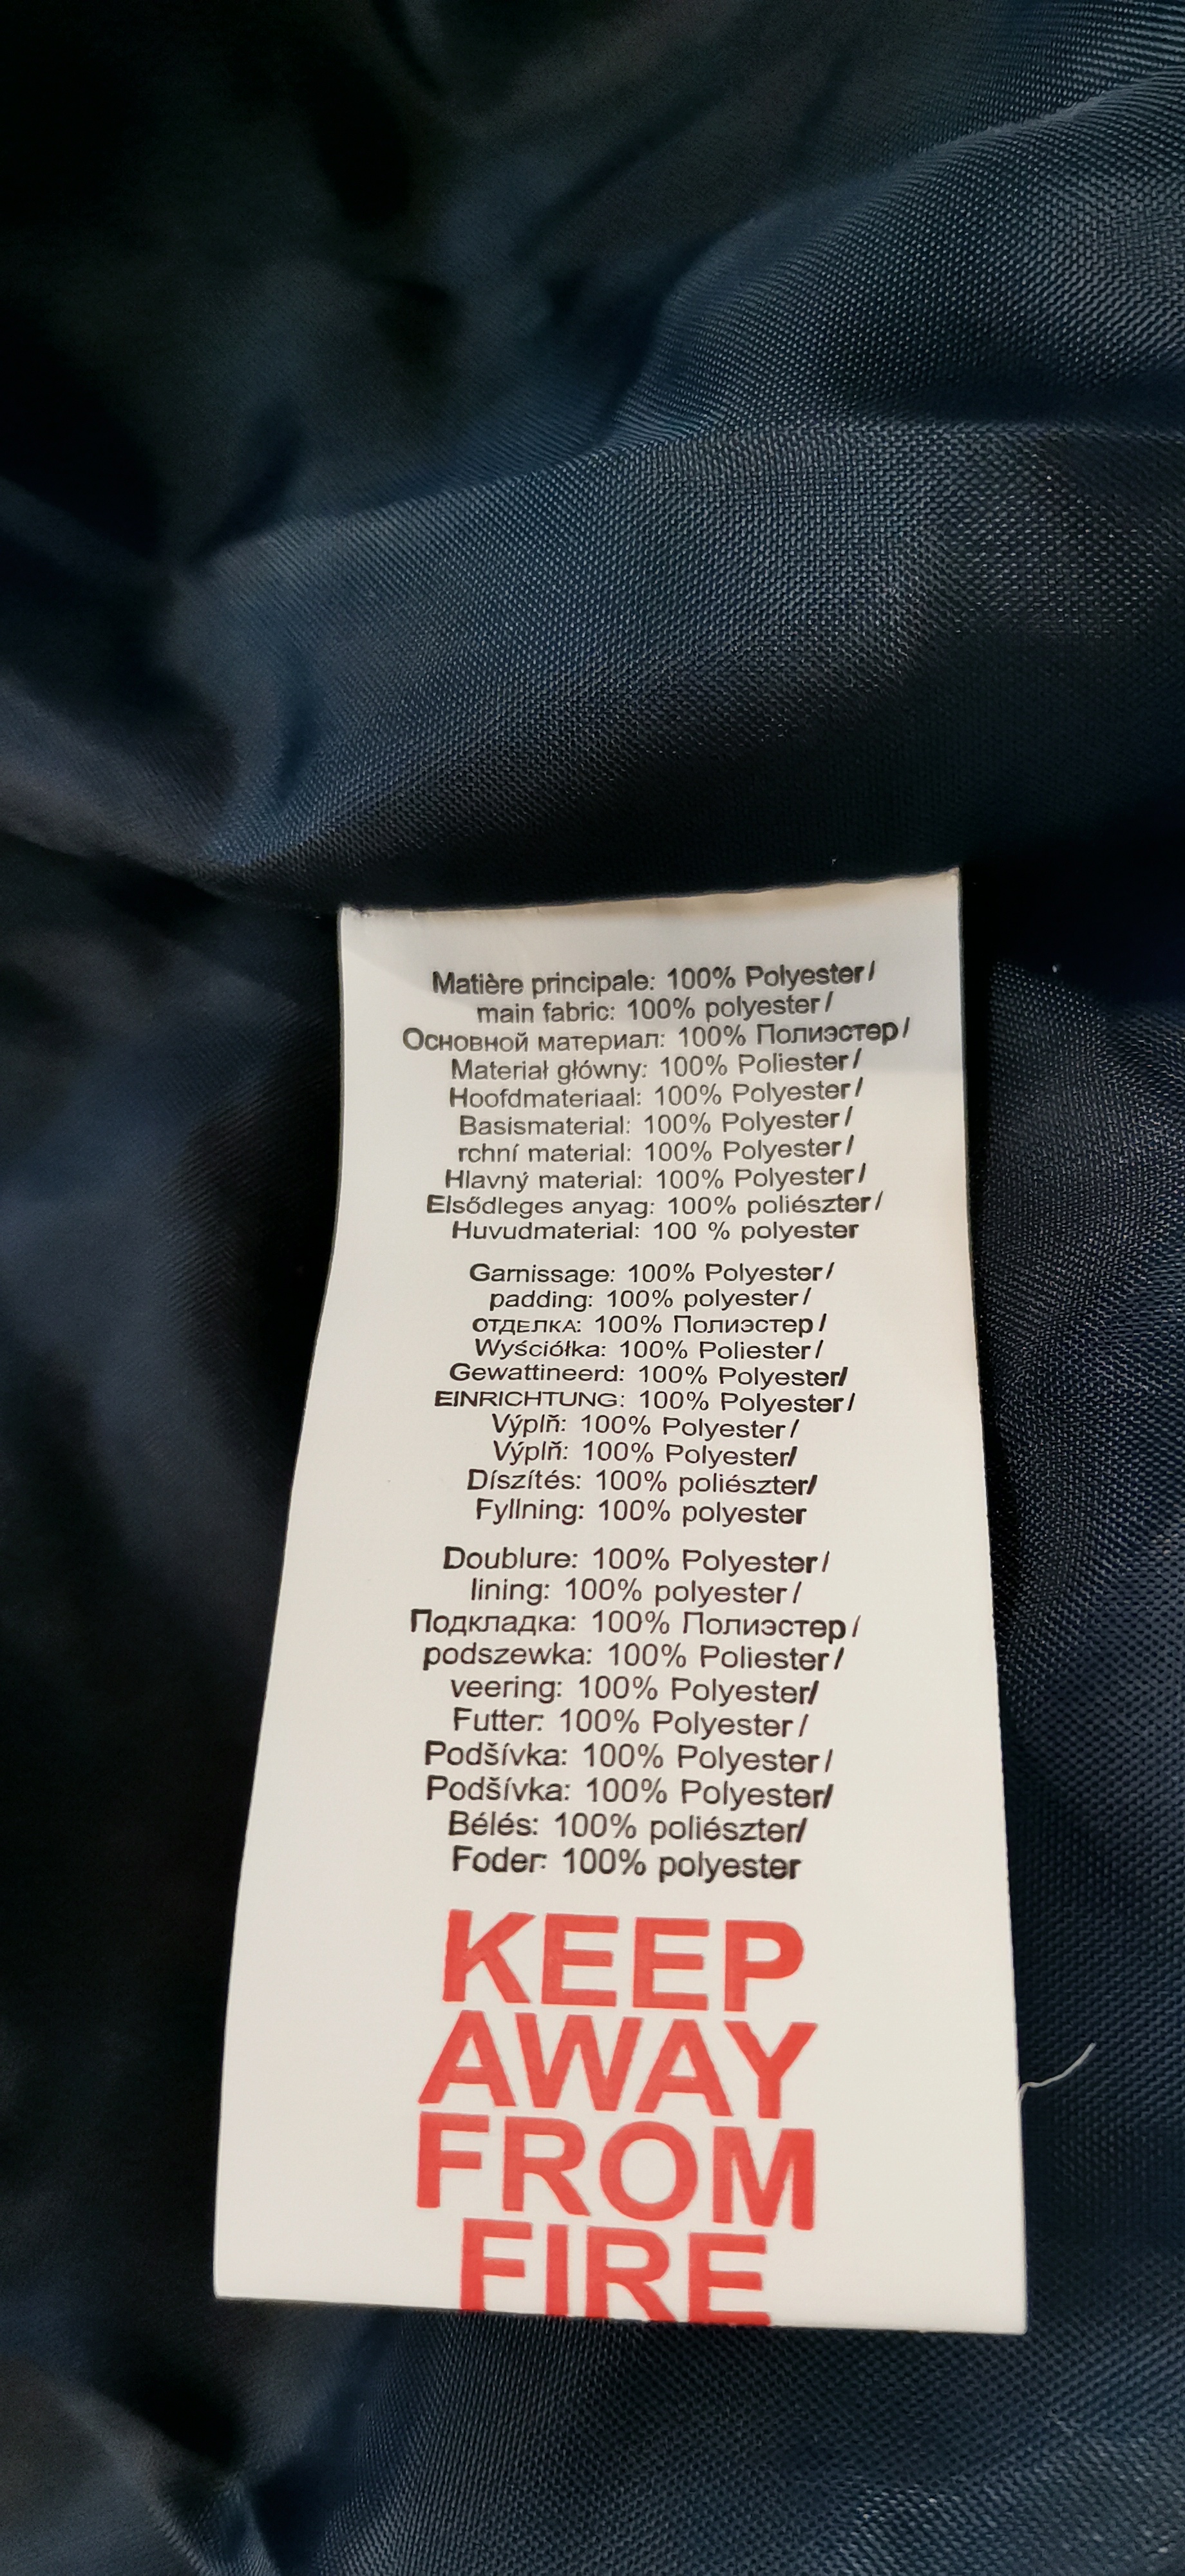 Matière principale: 100% Polyester/
main fabric: 100% polyester/
Основной материал: 100% Полиэстер/
Materiał główny: 100% Poliester/
Hoofdmateriaal: 100% Polyester/
Basismaterial: 100% Polyester/
rchní material: 100% Polyester/
Hlavný material: 100% Polyester/
Elsődleges anyag: 100% poliészter/
Huvudmaterial: 100 % polyester
Garnissage: 100% Polyester/
padding: 100% polyester/
ОТДЕЛКА: 100% Полиэстер/
Wyściółka: 100% Poliester/
Gewattineerd: 100% Polyester/
EINRICHTUNG: 100% Polyester/
Výplň: 100% Polyester/
Výplň: 100% Polyester/
Díszítés: 100% poliészter/
Fyllning: 100% polyester
Doublure: 100% Polyester/
lining: 100% polyester/
Подкладка: 100% Полиэстер/
podszewka: 100% Poliester/
veering: 100% Polyester/
Futter: 100% Polyester/
Podšívka: 100% Polyester/
Podšívka: 100% Polyester/
Bélés: 100% poliészter/
Foder: 100% polyester
KEEP
AWAY
FROM
FIRE